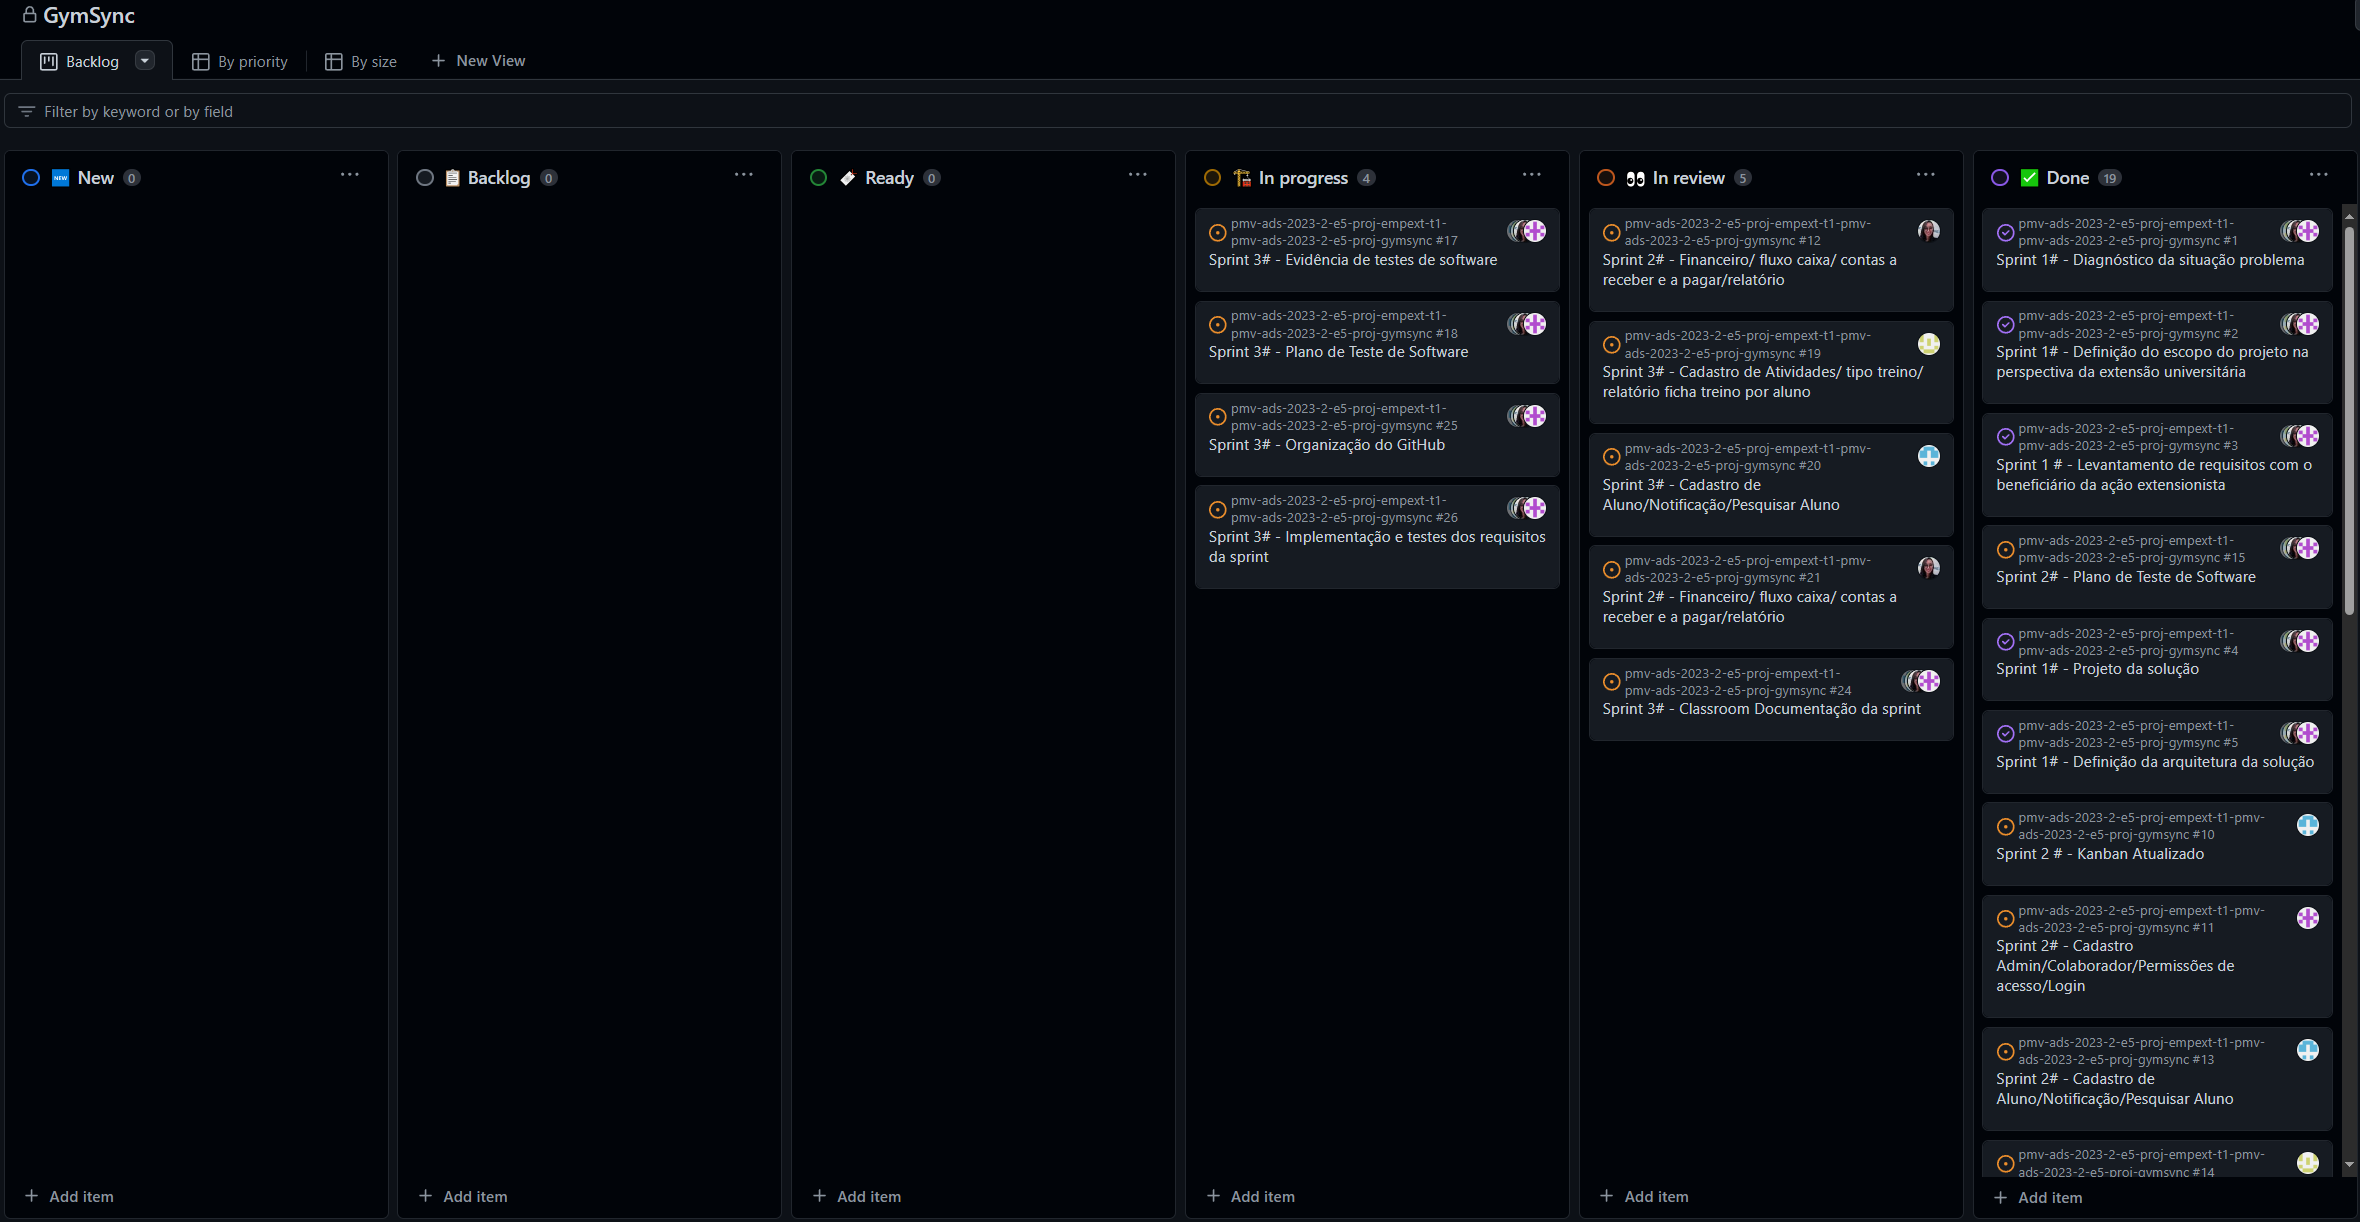 GymSync
Backlog
By priority
By size
New View
Filter by keyword or by field
NEW New 0
Backlog 0
Ready 0
In progress 4
In review 5
Done 19
pmv-ads-2023-2-e5-proj-empext-t1-
pmv-ads-2023-2-e5-proj-gymsync #17
Sprint 3# - Evidência de testes de software
pmv-ads-2023-2-e5-proj-empext-t1-
pmv-ads-2023-2-e5-proj-gymsync #18
Sprint 3# - Plano de Teste de Software
pmv-ads-2023-2-e5-proj-empext-t1-
pmv-ads-2023-2-e5-proj-gymsync #25
Sprint 3# - Organização do GitHub
pmv-ads-2023-2-e5-proj-empext-t1-
pmv-ads-2023-2-e5-proj-gymsync #26
Sprint 3# - Implementação e testes dos requisitos
da sprint
pmv-ads-2023-2-e5-proj-empext-t1-pmv-
ads-2023-2-e5-proj-gymsync #12
Sprint 2# - Financeiro/ fluxo caixa/ contas a
receber e a pagar/relatório
pmv-ads-2023-2-e5-proj-empext-t1-pmv-
ads-2023-2-e5-proj-gymsync #19
Sprint 3# - Cadastro de Atividades/ tipo treino/
relatório ficha treino por aluno
pmv-ads-2023-2-e5-proj-empext-t1-pmv-
ads-2023-2-e5-proj-gymsync #20
Sprint 3# - Cadastro de
Aluno/Notificação/Pesquisar Aluno
pmv-ads-2023-2-e5-proj-empext-t1-pmv-
ads-2023-2-e5-proj-gymsync #21
Sprint 2# - Financeiro/ fluxo caixa/ contas a
receber e a pagar/relatório
pmv-ads-2023-2-e5-proj-empext-t1-
pmv-ads-2023-2-e5-proj-gymsync #24
Sprint 3# - Classroom Documentação da sprint
pmv-ads-2023-2-e5-proj-empext-t1-
pmv-ads-2023-2-e5-proj-gymsync #1
Sprint 1# - Diagnóstico da situação problema
pmv-ads-2023-2-e5-proj-empext-t1-
pmv-ads-2023-2-e5-proj-gymsync #2
Sprint 1# - Definição do escopo do projeto na
perspectiva da extensão universitária
pmv-ads-2023-2-e5-proj-empext-t1-
pmv-ads-2023-2-e5-proj-gymsync #3
Sprint 1 # - Levantamento de requisitos com o
beneficiário da ação extensionista
pmv-ads-2023-2-e5-proj-empext-t1-
pmv-ads-2023-2-e5-proj-gymsync #15
Sprint 2# - Plano de Teste de Software
pmv-ads-2023-2-e5-proj-empext-t1-
pmv-ads-2023-2-e5-proj-gymsync #4
Sprint 1# - Projeto da solução
pmv-ads-2023-2-e5-proj-empext-t1-
pmv-ads-2023-2-e5-proj-gymsync #5
Sprint 1# - Definição da arquitetura da solução
pmv-ads-2023-2-e5-proj-empext-t1-pmv-
ads-2023-2-e5-proj-gymsync #10
Sprint 2 # - Kanban Atualizado
pmv-ads-2023-2-e5-proj-empext-t1-pmv-
ads-2023-2-e5-proj-gymsync #11
Sprint 2# - Cadastro
Admin/Colaborador/Permissões de
acesso/Login
pmv-ads-2023-2-e5-proj-empext-t1-pmv-
ads-2023-2-e5-proj-gymsync #13
Sprint 2# - Cadastro de
Aluno/Notificação/Pesquisar Aluno
pmv-ads-2023-2-e5-proj-empext-t1-pmv-
ads-2023-2-e5-proj-gymsync #14
Add item
Add item
Add item
Add item
Add item
Add item